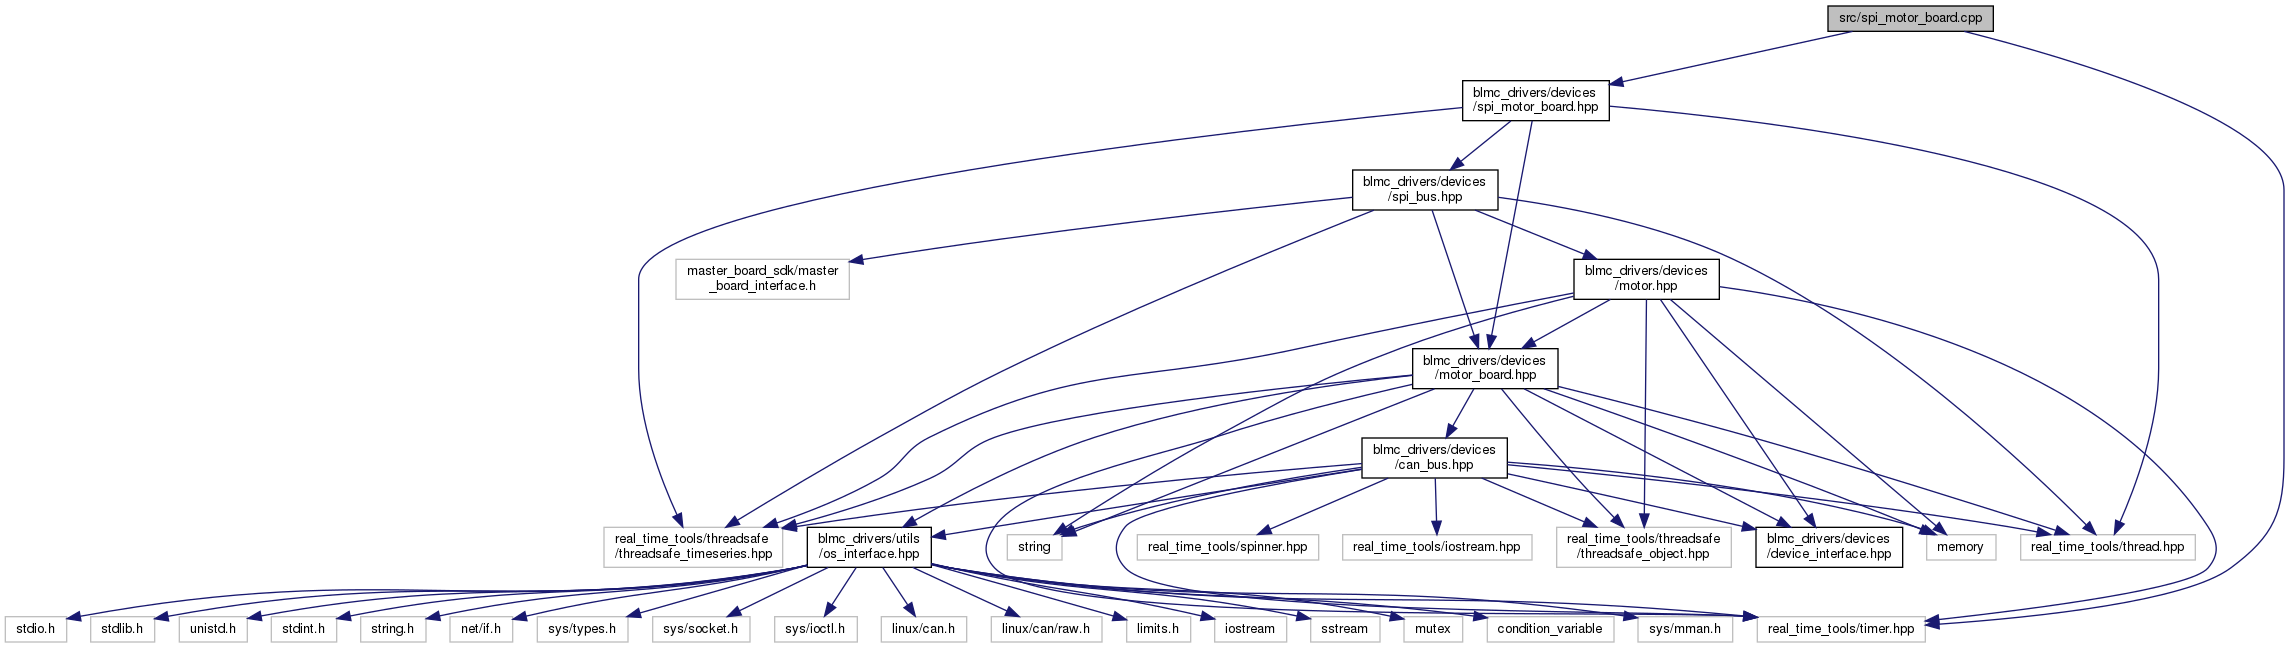 src/spi_motor_board.cpp
blmc_drivers/devices
/spi_motor_board.hpp
blmc_drivers/devices
/spi_bus.hpp
master_board_sdk/master
_board_interface.h
blmc_drivers/devices
/motor.hpp
blmc_drivers/devices
/motor_board.hpp
blmc_drivers/devices
/can_bus.hpp
real_time_tools/threadsafe
/threadsafe_timeseries.hpp
blmc_drivers/utils
/os_interface.hpp
string
real_time_tools/spinner.hpp
real_time_tools/iostream.hpp
real_time_tools/threadsafe
/threadsafe_object.hpp
blmc_drivers/devices
/device_interface.hpp
memory
real_time_tools/thread.hpp
stdio.h
stdlib.h
unistd.h
stdint.h
string.h
net/if.h
sys/types.h
sys/socket.h
sys/ioctl.h
linux/can.h
linux/can/raw.h
limits.h
iostream
sstream
mutex
condition_variable
sys/mman.h
real_time_tools/timer.hpp